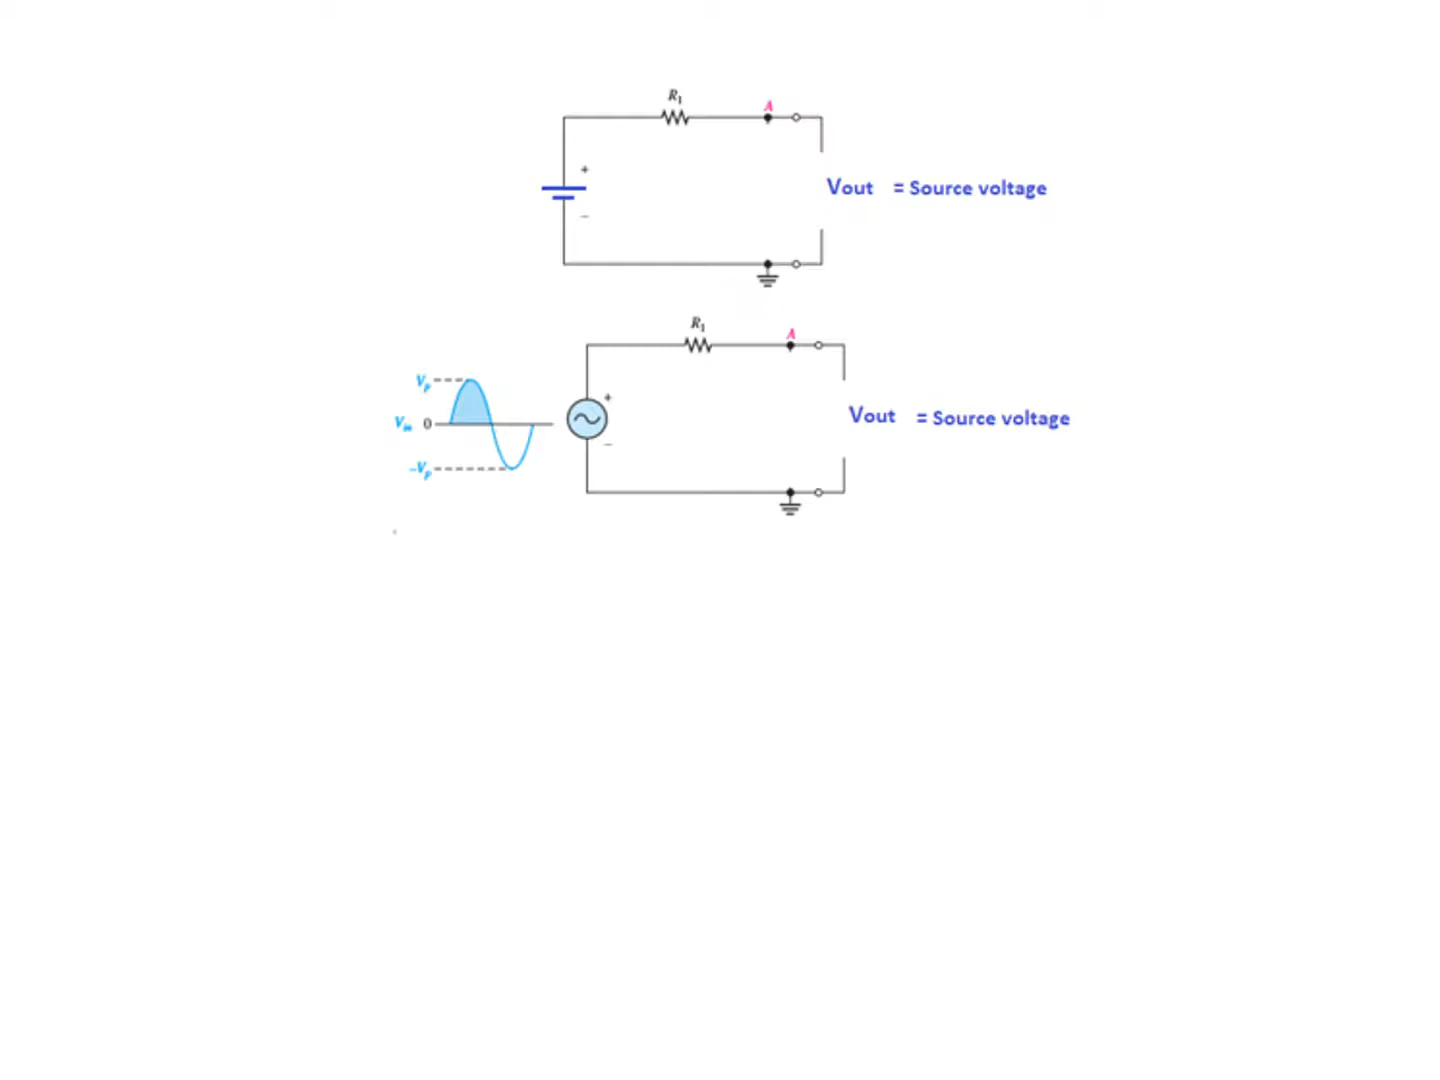 R1
A
+
Vout = Source voltage
–
R1
A
Vp
+
Vin 0
Vout = Source voltage
–
–Vp